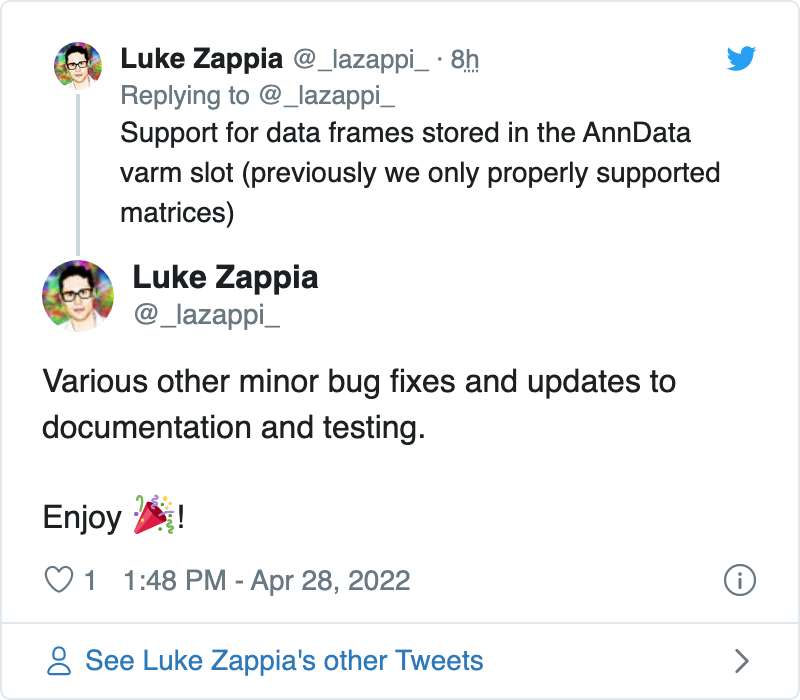 Luke Zappia @_lazappi_ · 8h
Replying to @_lazappi_
Support for data frames stored in the AnnData
varm slot (previously we only properly supported
matrices)
Luke Zappia
@_lazappi_
Various other minor bug fixes and updates to
documentation and testing.
Enjoy 🎉!
1 1:48 PM - Apr 28, 2022
See Luke Zappia's other Tweets